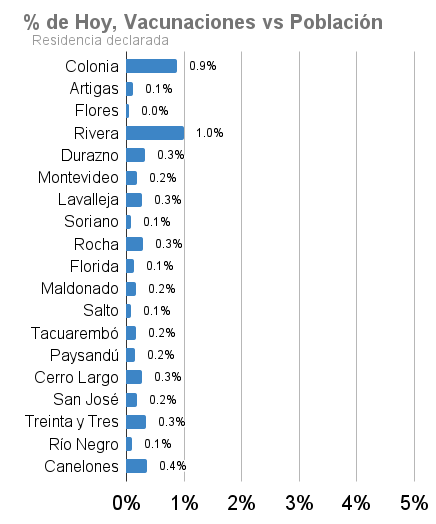 % de Hoy, Vacunaciones vs Población
Residencia declarada
Colonia 0.9%
Artigas 0.1%
Flores 0.0%
Rivera 1.0%
Durazno 0.3%
Montevideo 0.2%
Lavalleja 0.3%
Soriano 0.1%
Rocha 0.3%
Florida 0.1%
Maldonado 0.2%
Salto 0.1%
Tacuarembó 0.2%
Paysandú 0.2%
Cerro Largo 0.3%
San José 0.2%
Treinta y Tres 0.3%
Río Negro 0.1%
Canelones 0.4%
0% 1% 2% 3% 4% 5%